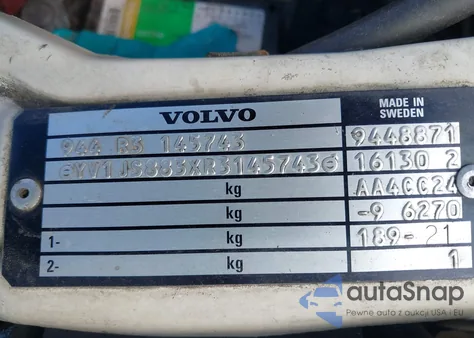 VOLVO
MADE IN
SWEDEN
944 R3 145743 9448871
YV1JS883XR3145743 16130 2
kg AA4CC24
kg -9 6270
1- kg 189-21
2- kg 1
autoSnap
Pewne auto z aukcji USA i EU